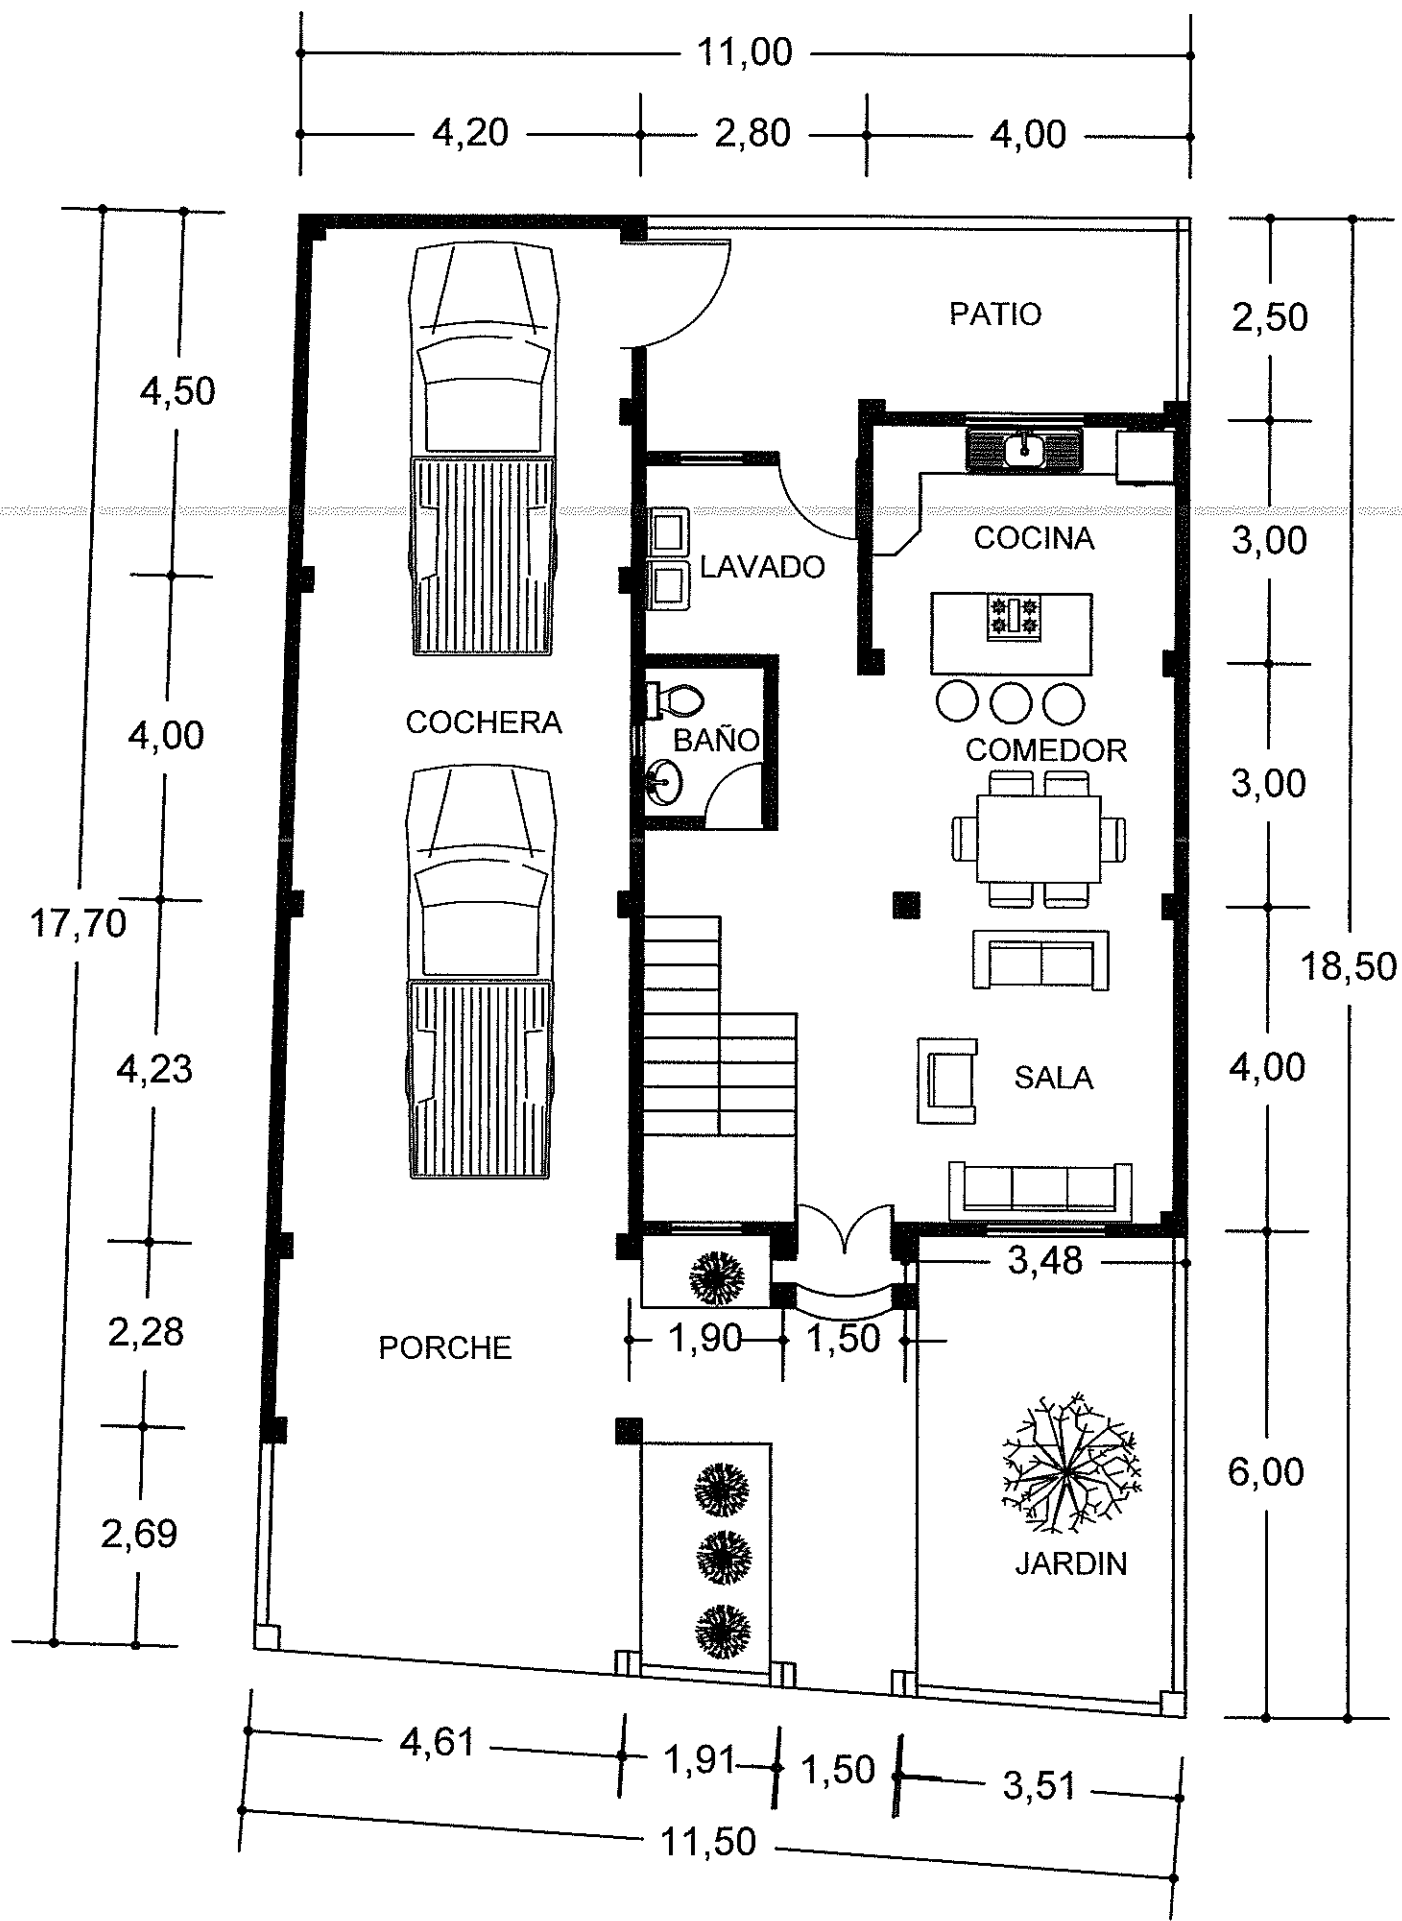 11,00
4,20 2,80 4,00
PATIO
2,50
4,50
COCINA
3,00
LAVADO
COCHERA
4,00
BAÑO
COMEDOR
3,00
17,70
18,50
4,23
SALA
4,00
3,48
2,28
PORCHE
1,90 1,50
6,00
2,69
JARDIN
4,61 1,91 1,50 3,51
11,50